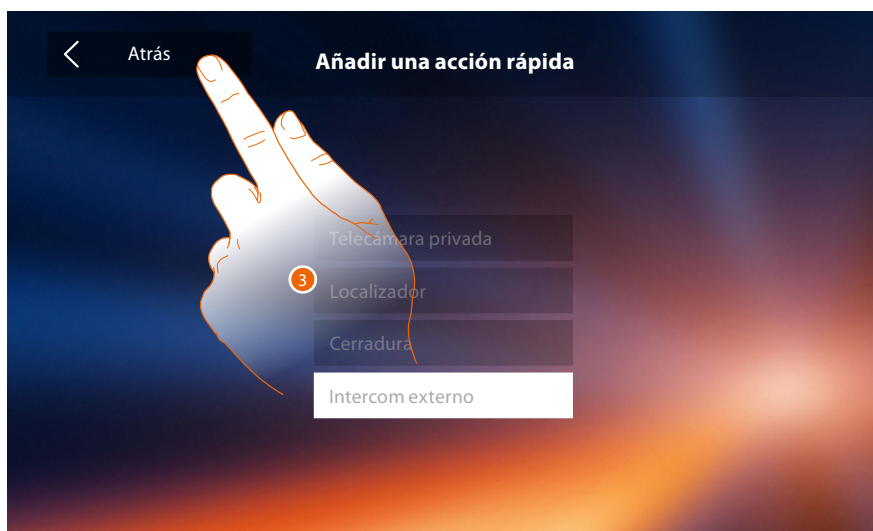 Atrás
Añadir una acción rápida
Telecámara privada
3
Localizador
Cerradura
Intercom externo